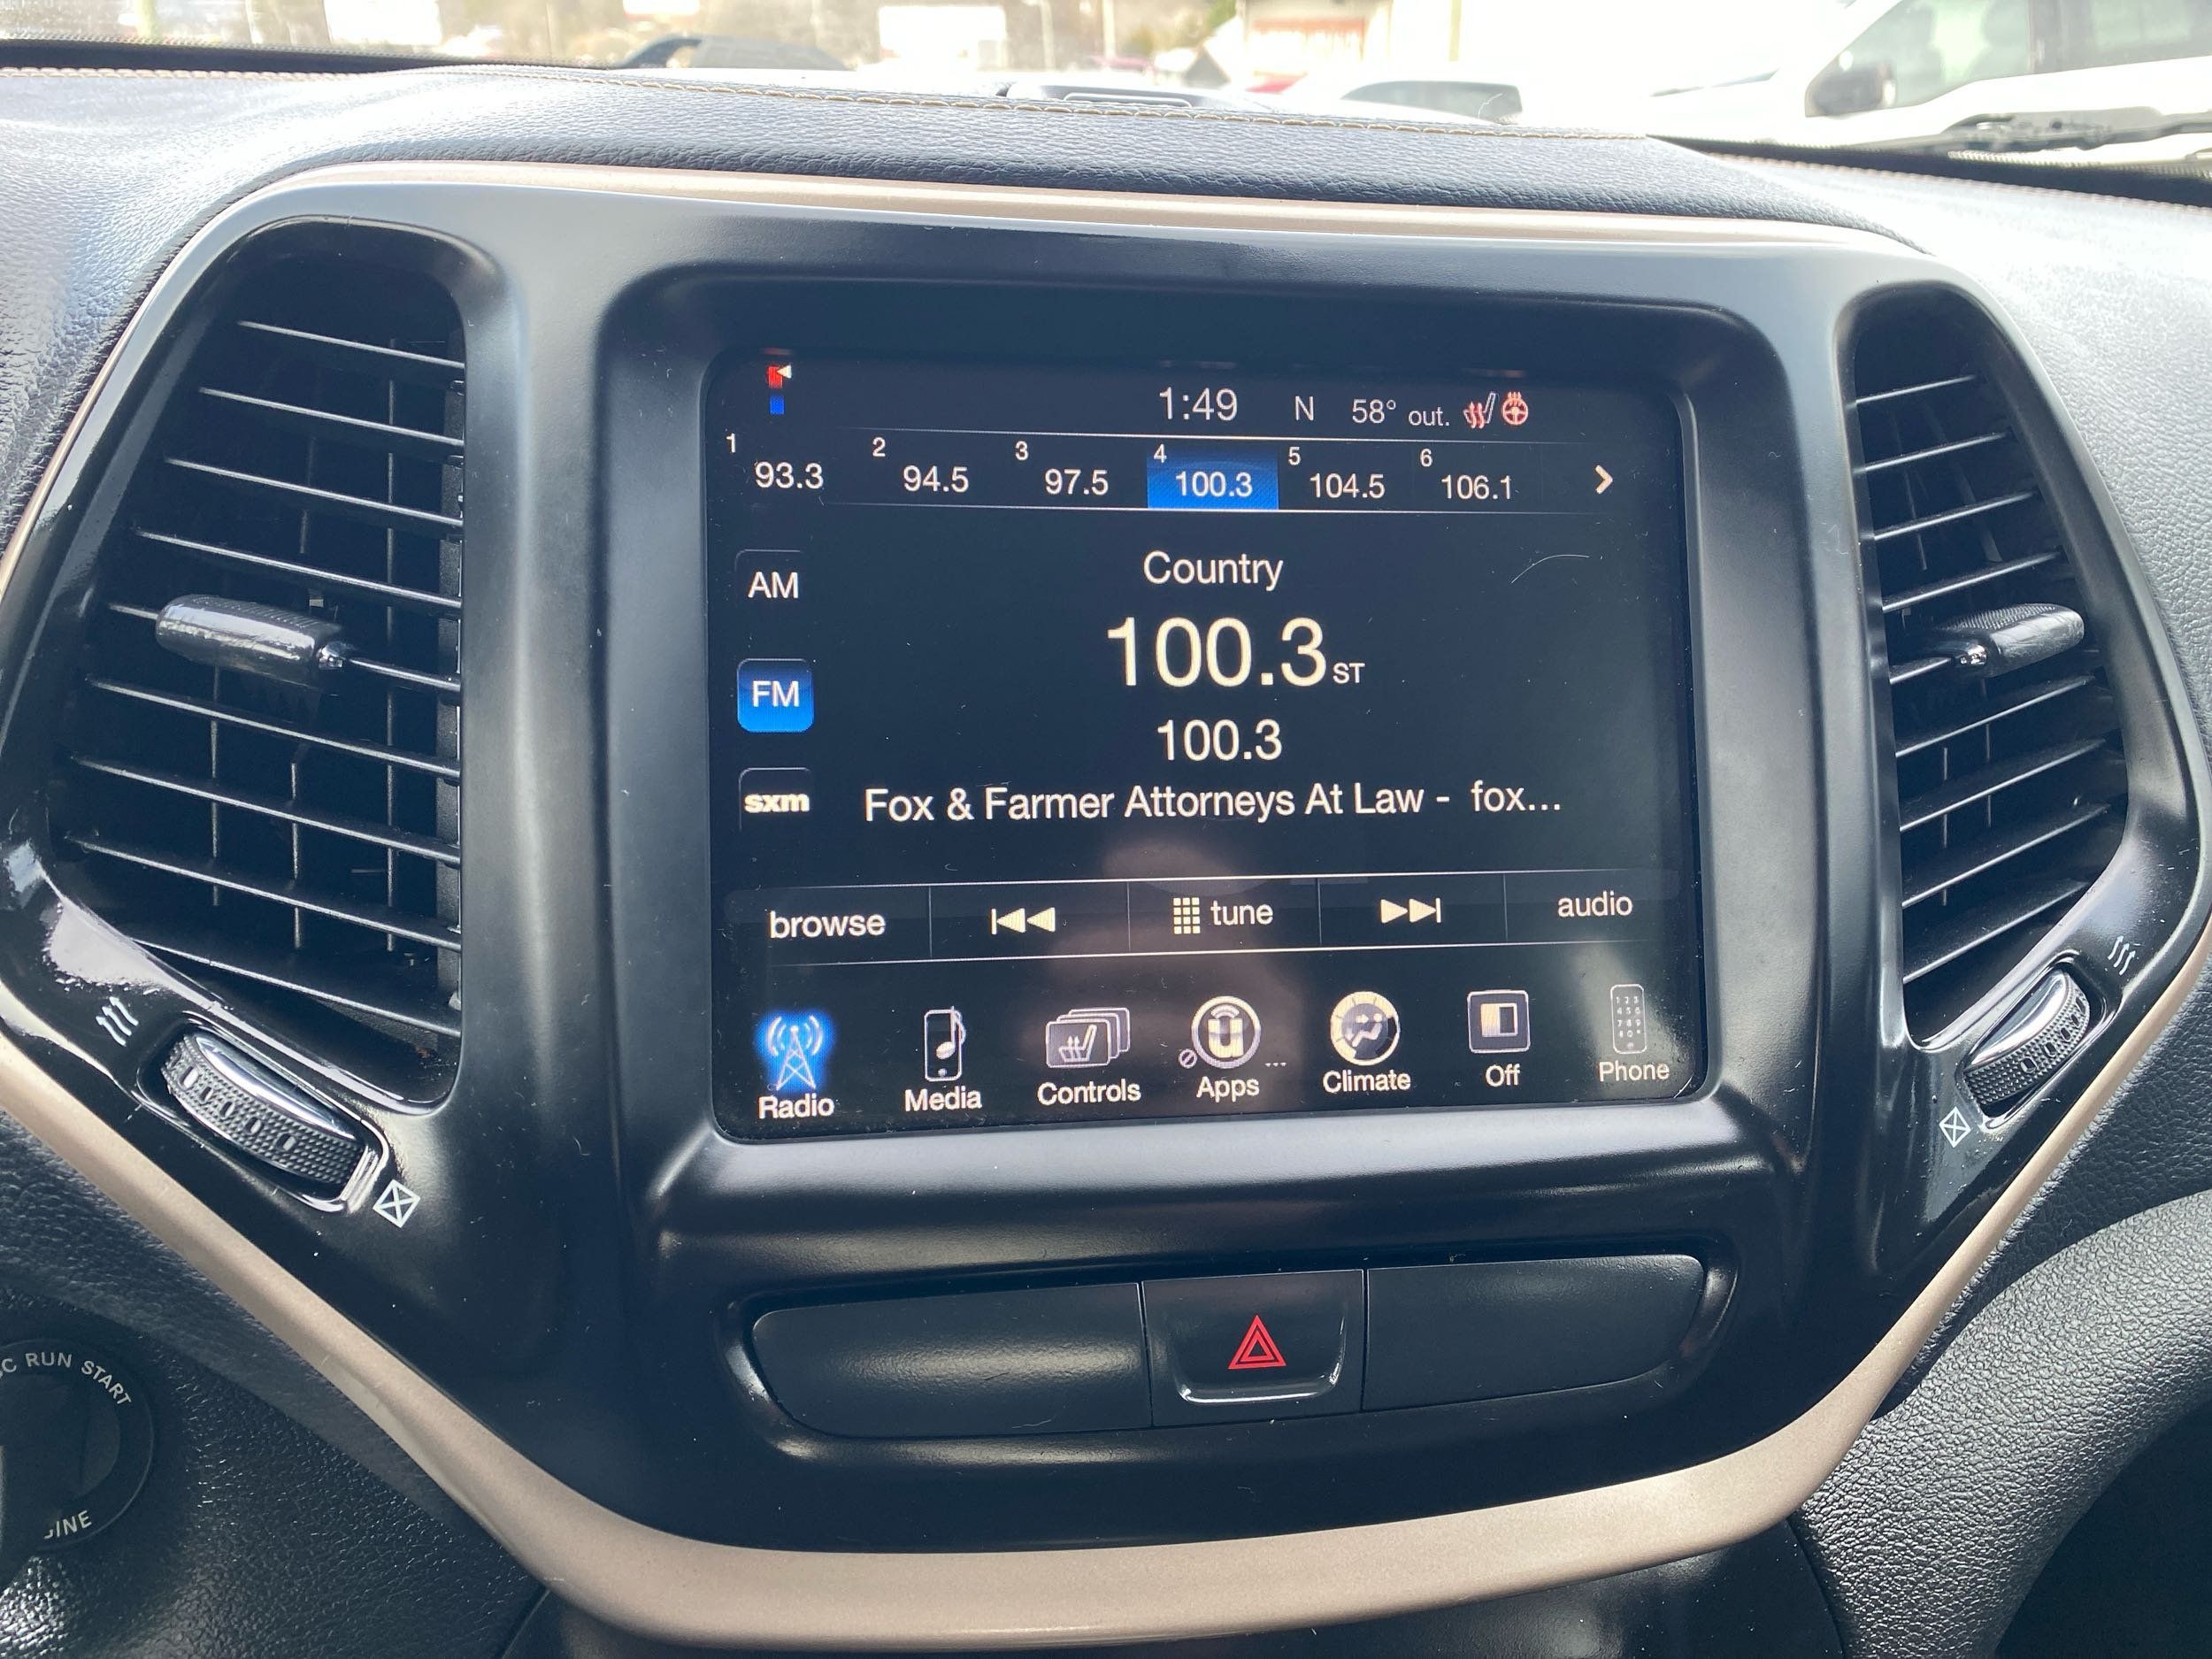 1:49 N 58° out.
1 93.3 2 94.5 3 97.5 4 100.3 5 104.5 6 106.1
Country
AM
100.3 ST
FM
100.3
sxm
Fox & Farmer Attorneys At Law - fox...
browse tune audio
Radio Media Controls Apps ... Climate Off Phone
C RUN START
INE